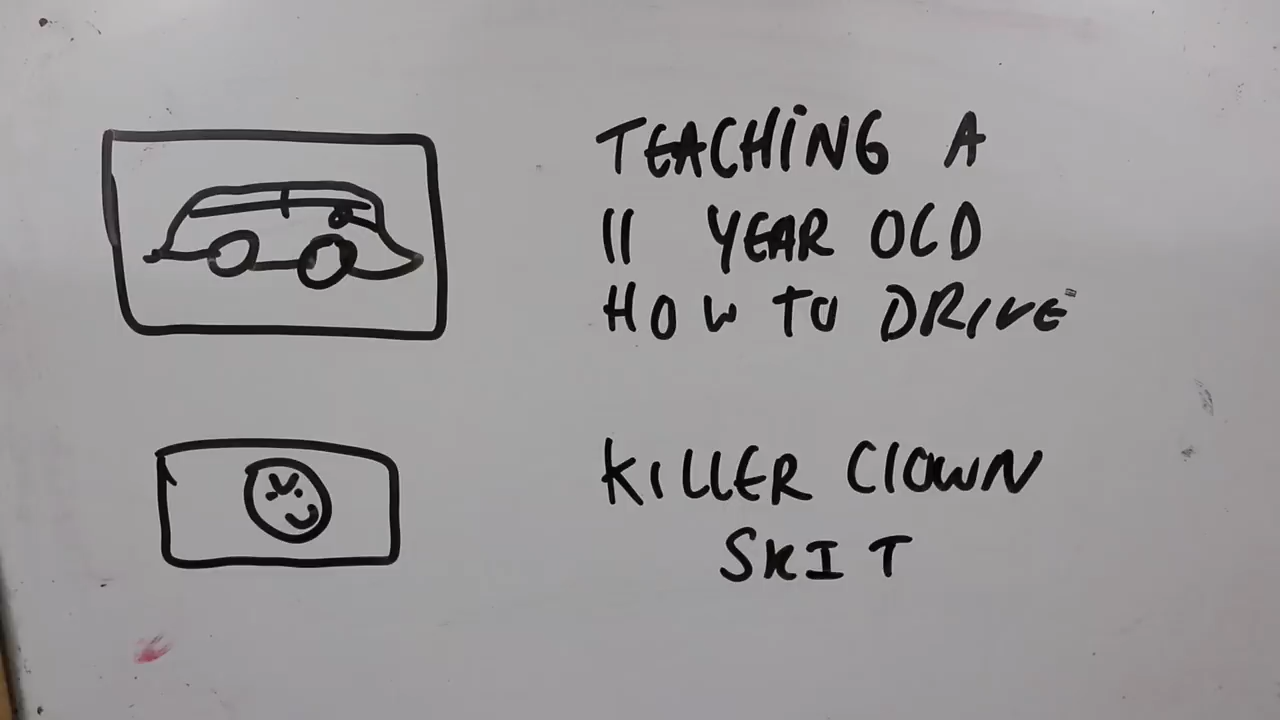 TEACHING A
11 YEAR OLD
HOW TO DRIVE
KILLER CLOWN
SKIT